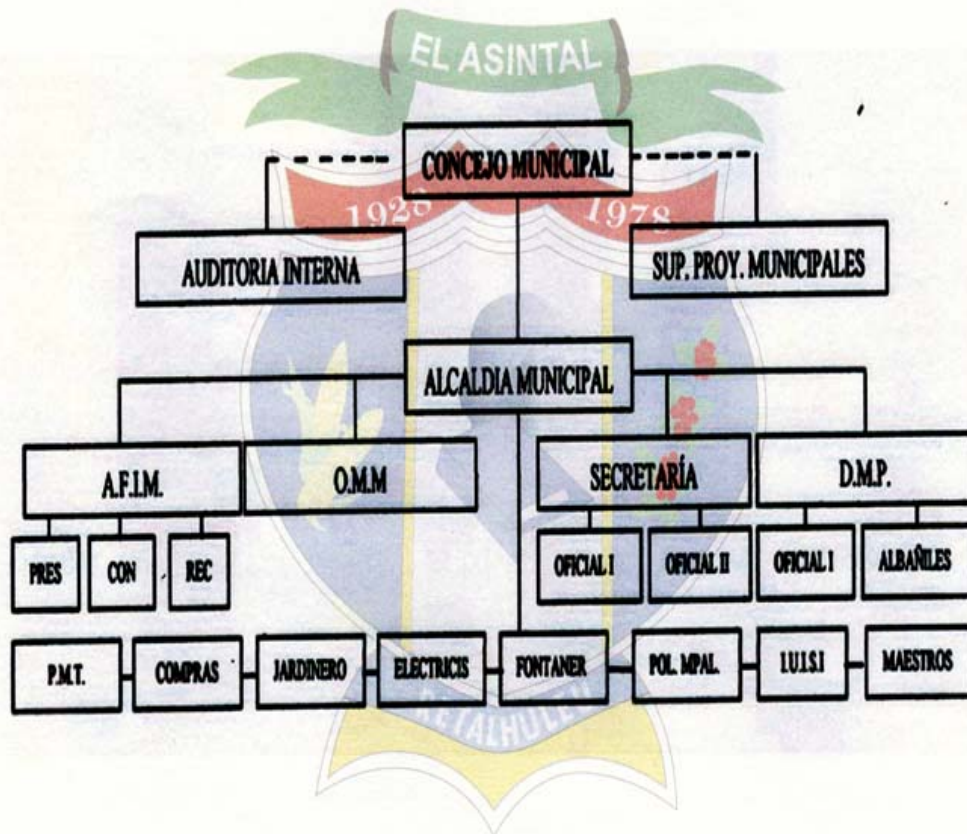 EL ASINTAL
CONCEJO MUNICIPAL
1928 1978
AUDITORIA INTERNA
SUP. PROY. MUNICIPALES
ALCALDIA MUNICIPAL
A.F.I.M.
O.M.M
SECRETARÍA
D.M.P.
PRES
CON
REC
OFICIAL I
OFICIAL II
OFICIAL I
ALBAÑILES
P.M.T.
COMPRAS
JARDINERO
ELECTRICIS
FONTANER
POL. MPAL.
I.U.I.S.I
MAESTROS
RETALHULEU